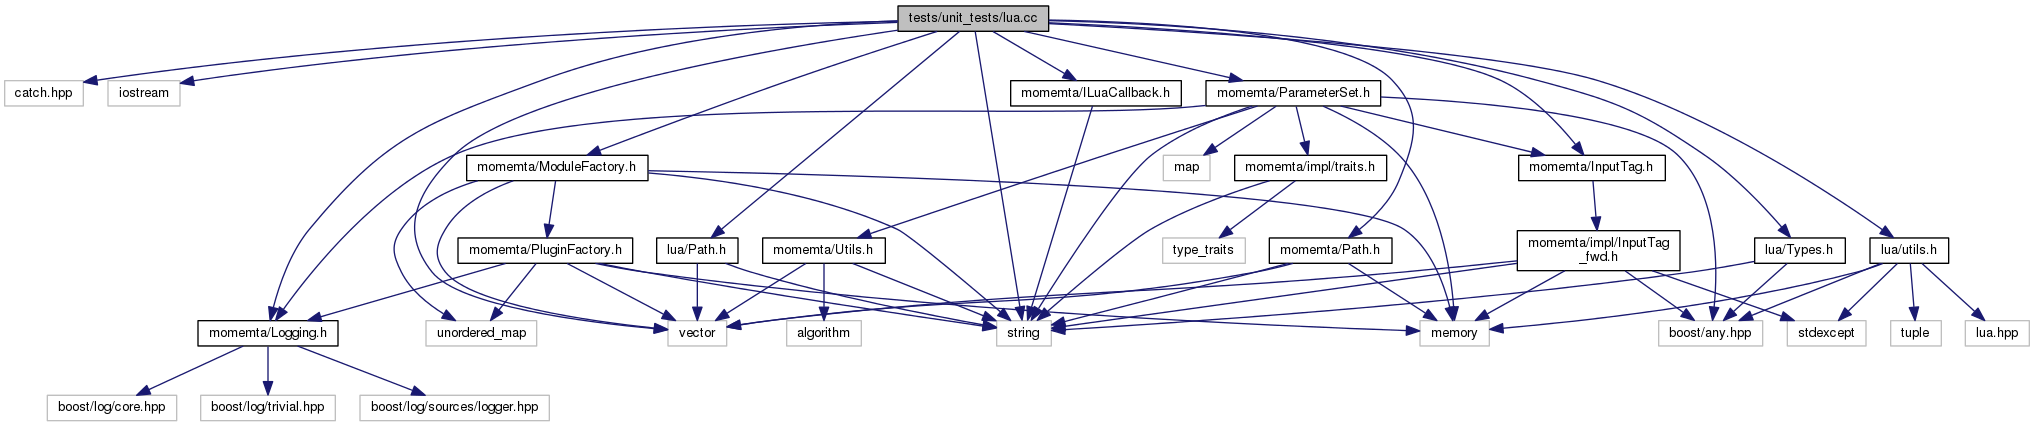 tests/unit_tests/lua.cc
catch.hpp
iostream
momemta/ILuaCallback.h
momemta/ParameterSet.h
momemta/ModuleFactory.h
map
momemta/impl/traits.h
momemta/InputTag.h
momemta/PluginFactory.h
lua/Path.h
momemta/Utils.h
type_traits
momemta/Path.h
momemta/impl/InputTag
_fwd.h
lua/Types.h
lua/utils.h
momemta/Logging.h
unordered_map
vector
algorithm
string
memory
boost/any.hpp
stdexcept
tuple
lua.hpp
boost/log/core.hpp
boost/log/trivial.hpp
boost/log/sources/logger.hpp